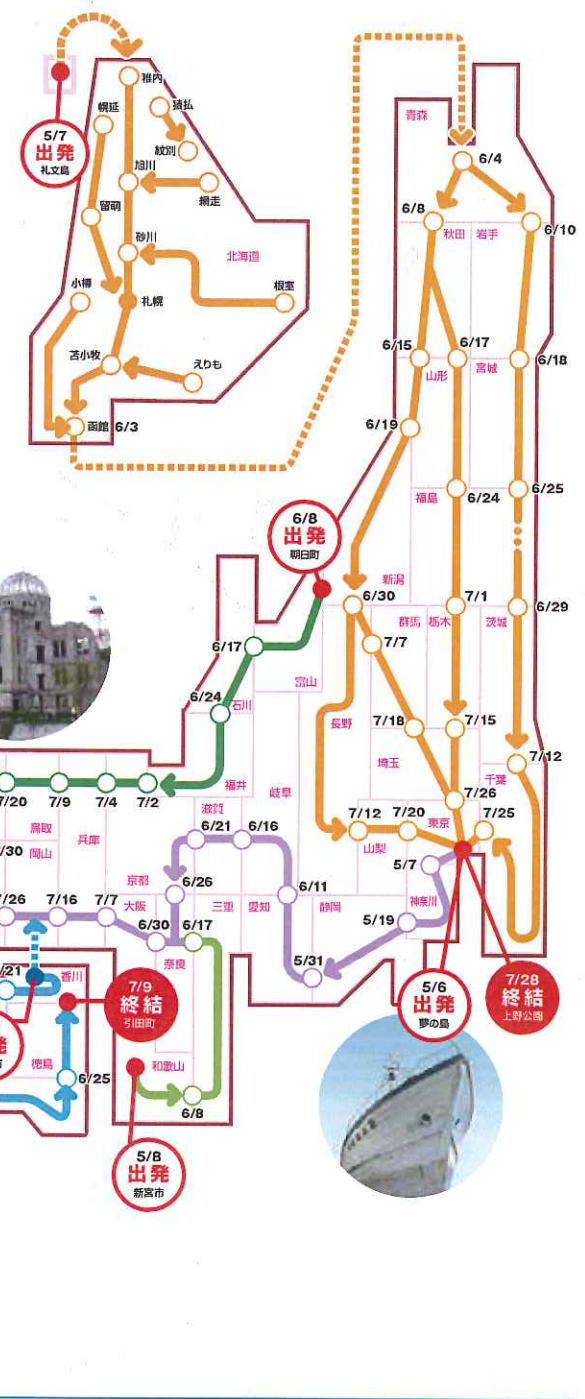 5/7
出発
礼文島
稚内
猿払
幌延
紋別
旭川
網走
留萌
砂川
北海道
小樽
根室
札幌
苫小牧
えりも
函館 6/3
青森
6/4
6/8
6/10
秋田
岩手
6/15
6/17
6/18
山形
宮城
6/19
福島
6/24
6/25
6/8
出発
朝日町
新潟
6/30
7/1
6/29
群馬
栃木
茨城
7/7
6/17
富山
6/24
石川
長野
7/18
7/15
埼玉
7/12
千葉
福井
岐阜
7/20
7/9
7/4
7/2
7/26
滋賀
7/12
7/20
東京
7/25
鳥取
兵庫
6/21
6/16
山梨
/30
岡山
5/7
京都
6/26
6/11
/26
7/16
7/7
大阪
三重
愛知
静岡
神奈川
6/30
6/17
5/19
奈良
5/31
/21
香川
7/9
終結
引田町
5/6
出発
夢の島
7/28
終結
上野公園
発
徳島
和歌山
6/25
6/8
5/8
出発
新宮市